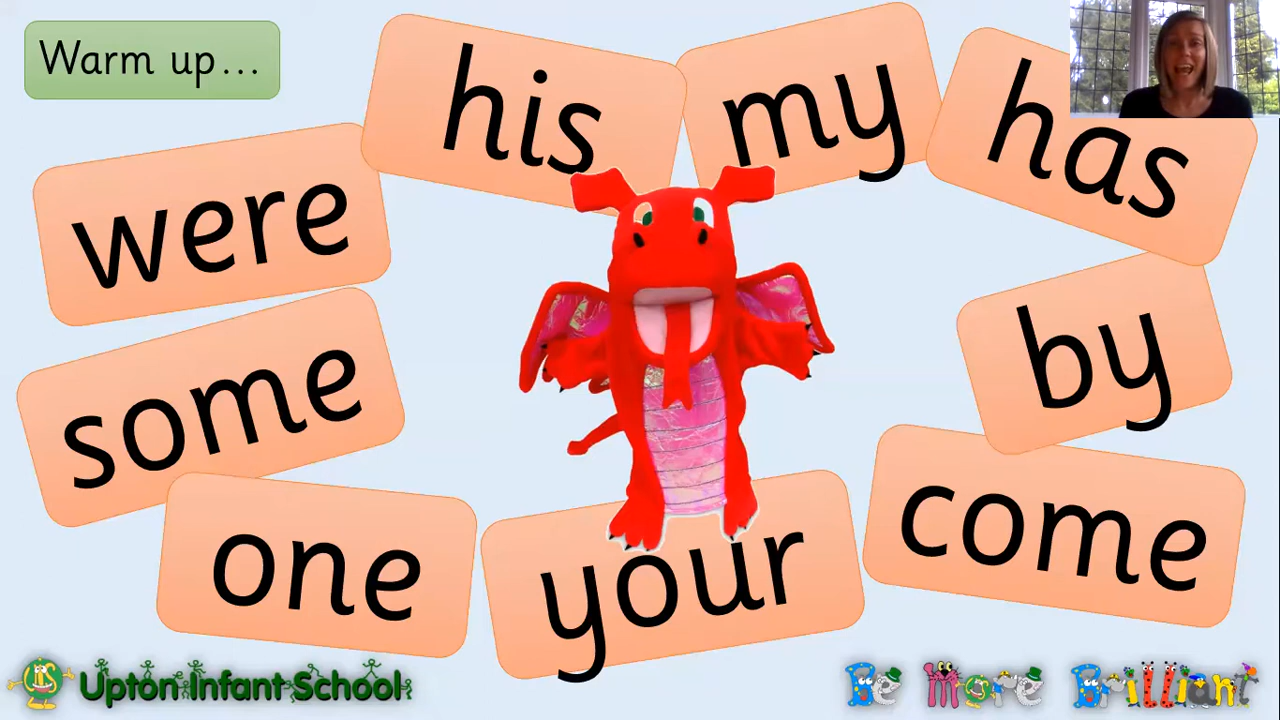 Warm up...
his
my
has
were
by
some
come
one
your
Upton Infant School
Be More Brilliant